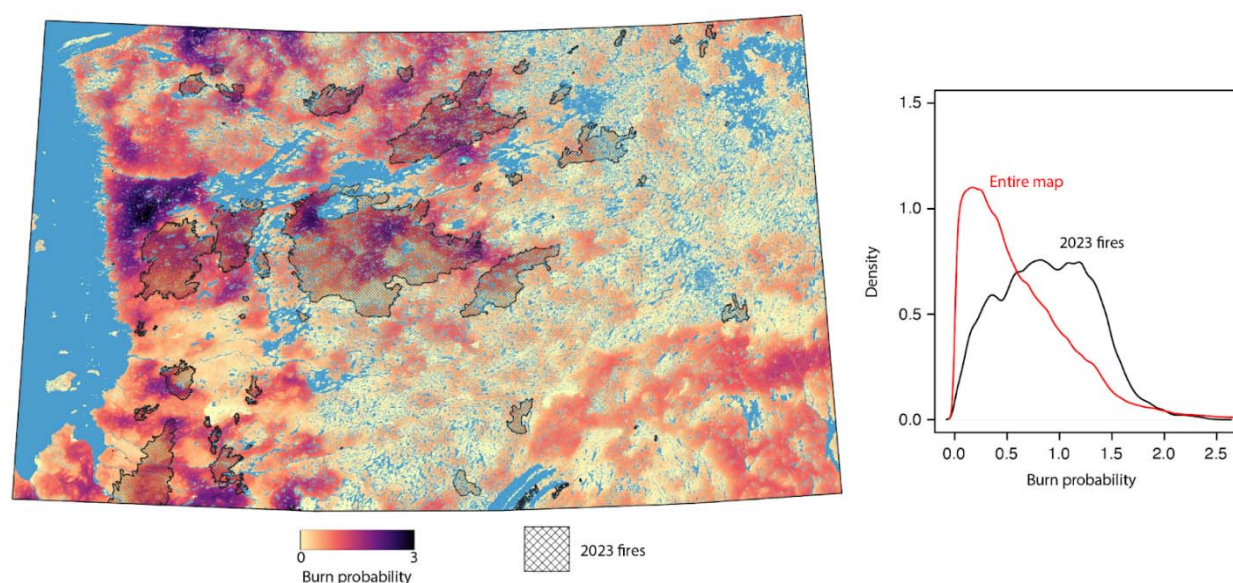 0
3
Burn probability
2023 fires
1.5
1.0
0.5
0.0
Density
Entire map
2023 fires
0.0 0.5 1.0 1.5 2.0 2.5
Burn probability